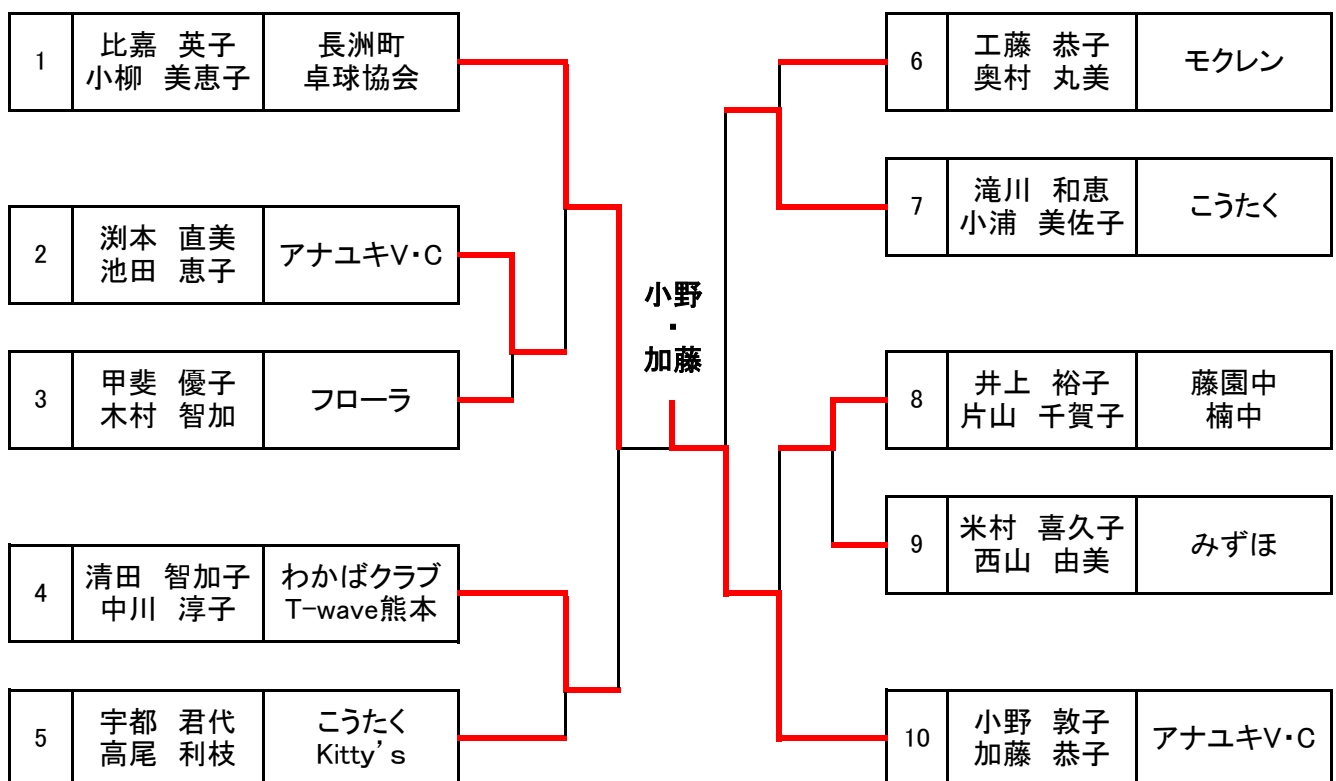 1
比嘉 英子
小柳 美恵子
長洲町
卓球協会
2
渕本 直美
池田 恵子
アナユキV・C
3
甲斐 優子
木村 智加
フローラ
4
清田 智加子
中川 淳子
わかばクラブ
T-wave熊本
5
宇都 君代
高尾 利枝
こうたく
Kitty's
小野
・
加藤
6
工藤 恭子
奥村 丸美
モクレン
7
滝川 和恵
小浦 美佐子
こうたく
8
井上 裕子
片山 千賀子
藤園中
楠中
9
米村 喜久子
西山 由美
みずほ
10
小野 敦子
加藤 恭子
アナユキV・C